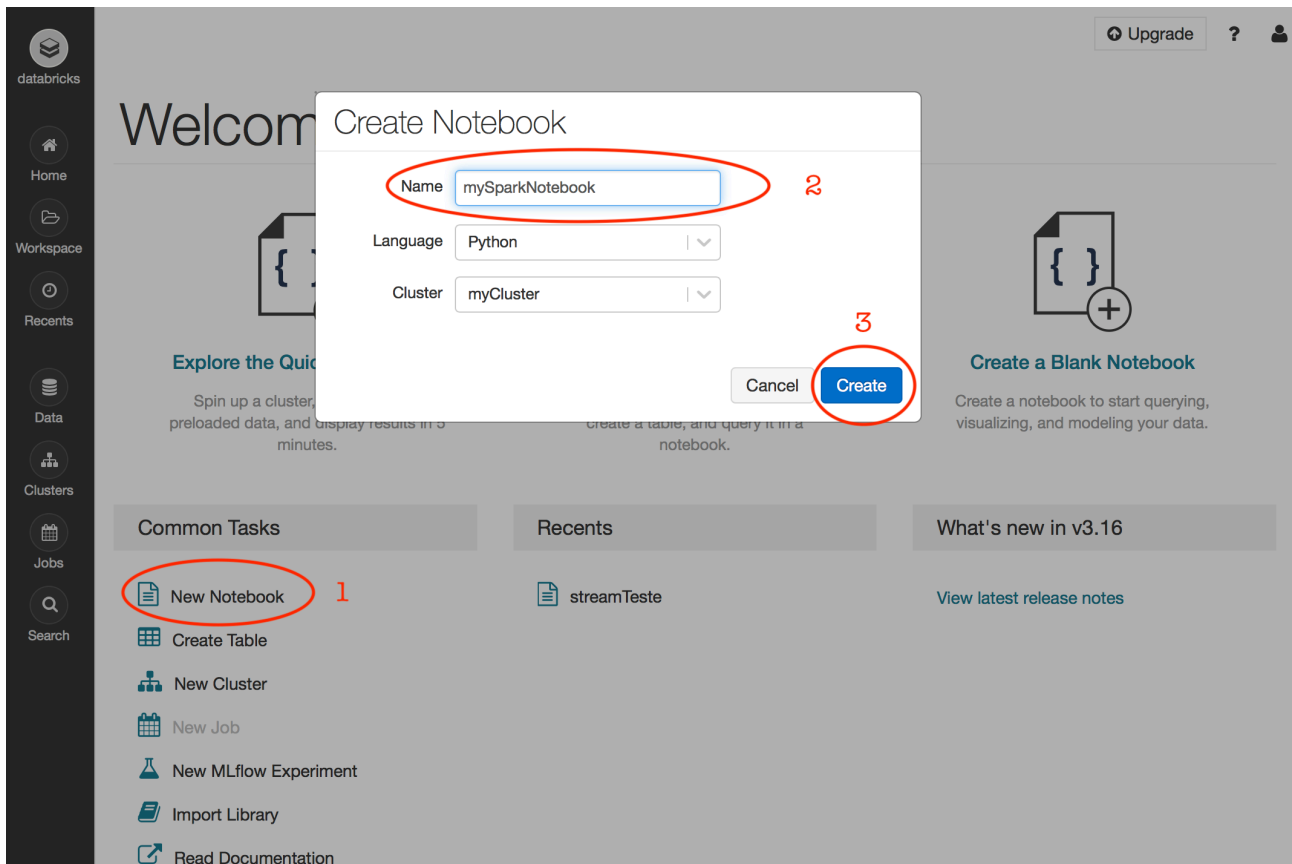 databricks
Home
Workspace
Recents
Data
Clusters
Jobs
Search
Upgrade ?
Welcom
Create Notebook
Name mySparkNotebook 2
Language Python
Cluster myCluster
3
Cancel Create
{ }
Explore the Quic
Spin up a cluster,
preloaded data, and display results in 5
minutes.
create a table, and query it in a
notebook.
{ }
Create a Blank Notebook
Create a notebook to start querying,
visualizing, and modeling your data.
Common Tasks
New Notebook 1
Create Table
New Cluster
New Job
New MLflow Experiment
Import Library
Read Documentation
Recents
streamTeste
What's new in v3.16
View latest release notes